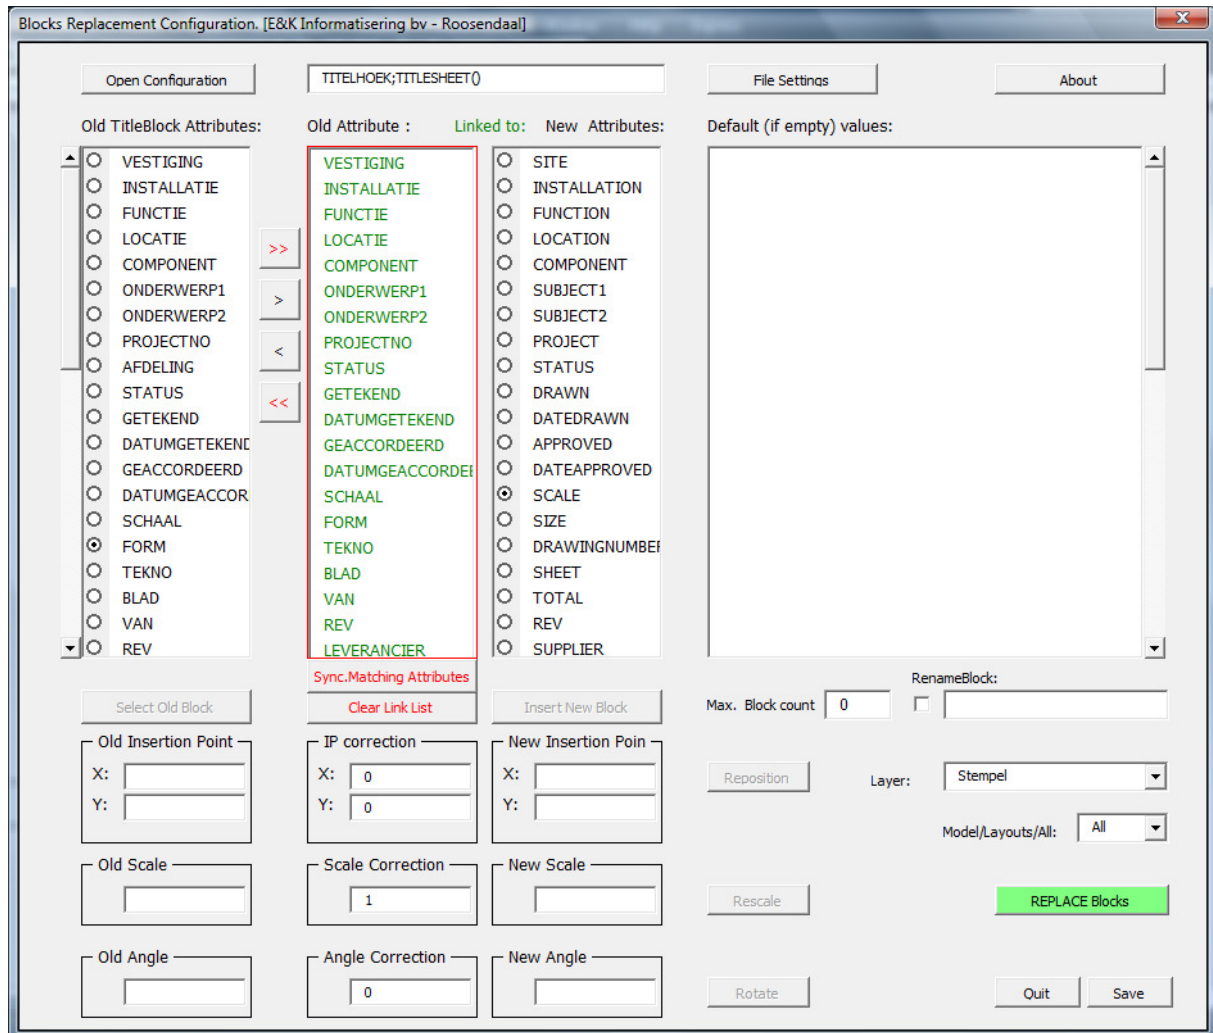 Blocks Replacement Configuration. [E&K Informatisering bv - Roosendaal]
Open Configuration TITELHOEK;TITLESHEET() File Settings About
Old TitleBlock Attributes: Old Attribute : Linked to: New Attributes: Default (if empty) values:
VESTIGING VESTIGING SITE
INSTALLATIE INSTALLATIE INSTALLATION
FUNCTIE FUNCTIE FUNCTION
LOCATIE LOCATIE LOCATION
>>
COMPONENT COMPONENT COMPONENT
ONDERWERP1 ONDERWERP1 SUBJECT1
>
ONDERWERP2 ONDERWERP2 SUBJECT2
PROJECTNO PROJECTNO PROJECT
<
AFDELING STATUS STATUS
STATUS GETEKEND DRAWN
<<
GETEKEND DATUMGETEKEND DATEDRAWN
DATUMGETEKEND GEACCORDEERD APPROVED
GEACCORDEERD DATUMGEACCORDEE DATEAPPROVED
DATUMGEACCOR SCHAAL SCALE
SCHAAL FORM SIZE
FORM TEKNO DRAWINGNUMBER
TEKNO BLAD SHEET
BLAD VAN TOTAL
VAN REV REV
REV LEVERANCIER SUPPLIER
Sync.Matching Attributes RenameBlock:
Select Old Block Clear Link List Insert New Block Max. Block count 0
Old Insertion Point IP correction New Insertion Poin
X: X: 0 X: Reposition Layer: Stempel
Y: Y: 0 Y:
Model/Layouts/All: All
Old Scale Scale Correction New Scale
1 Rescale REPLACE Blocks
Old Angle Angle Correction New Angle
0 Rotate Quit Save